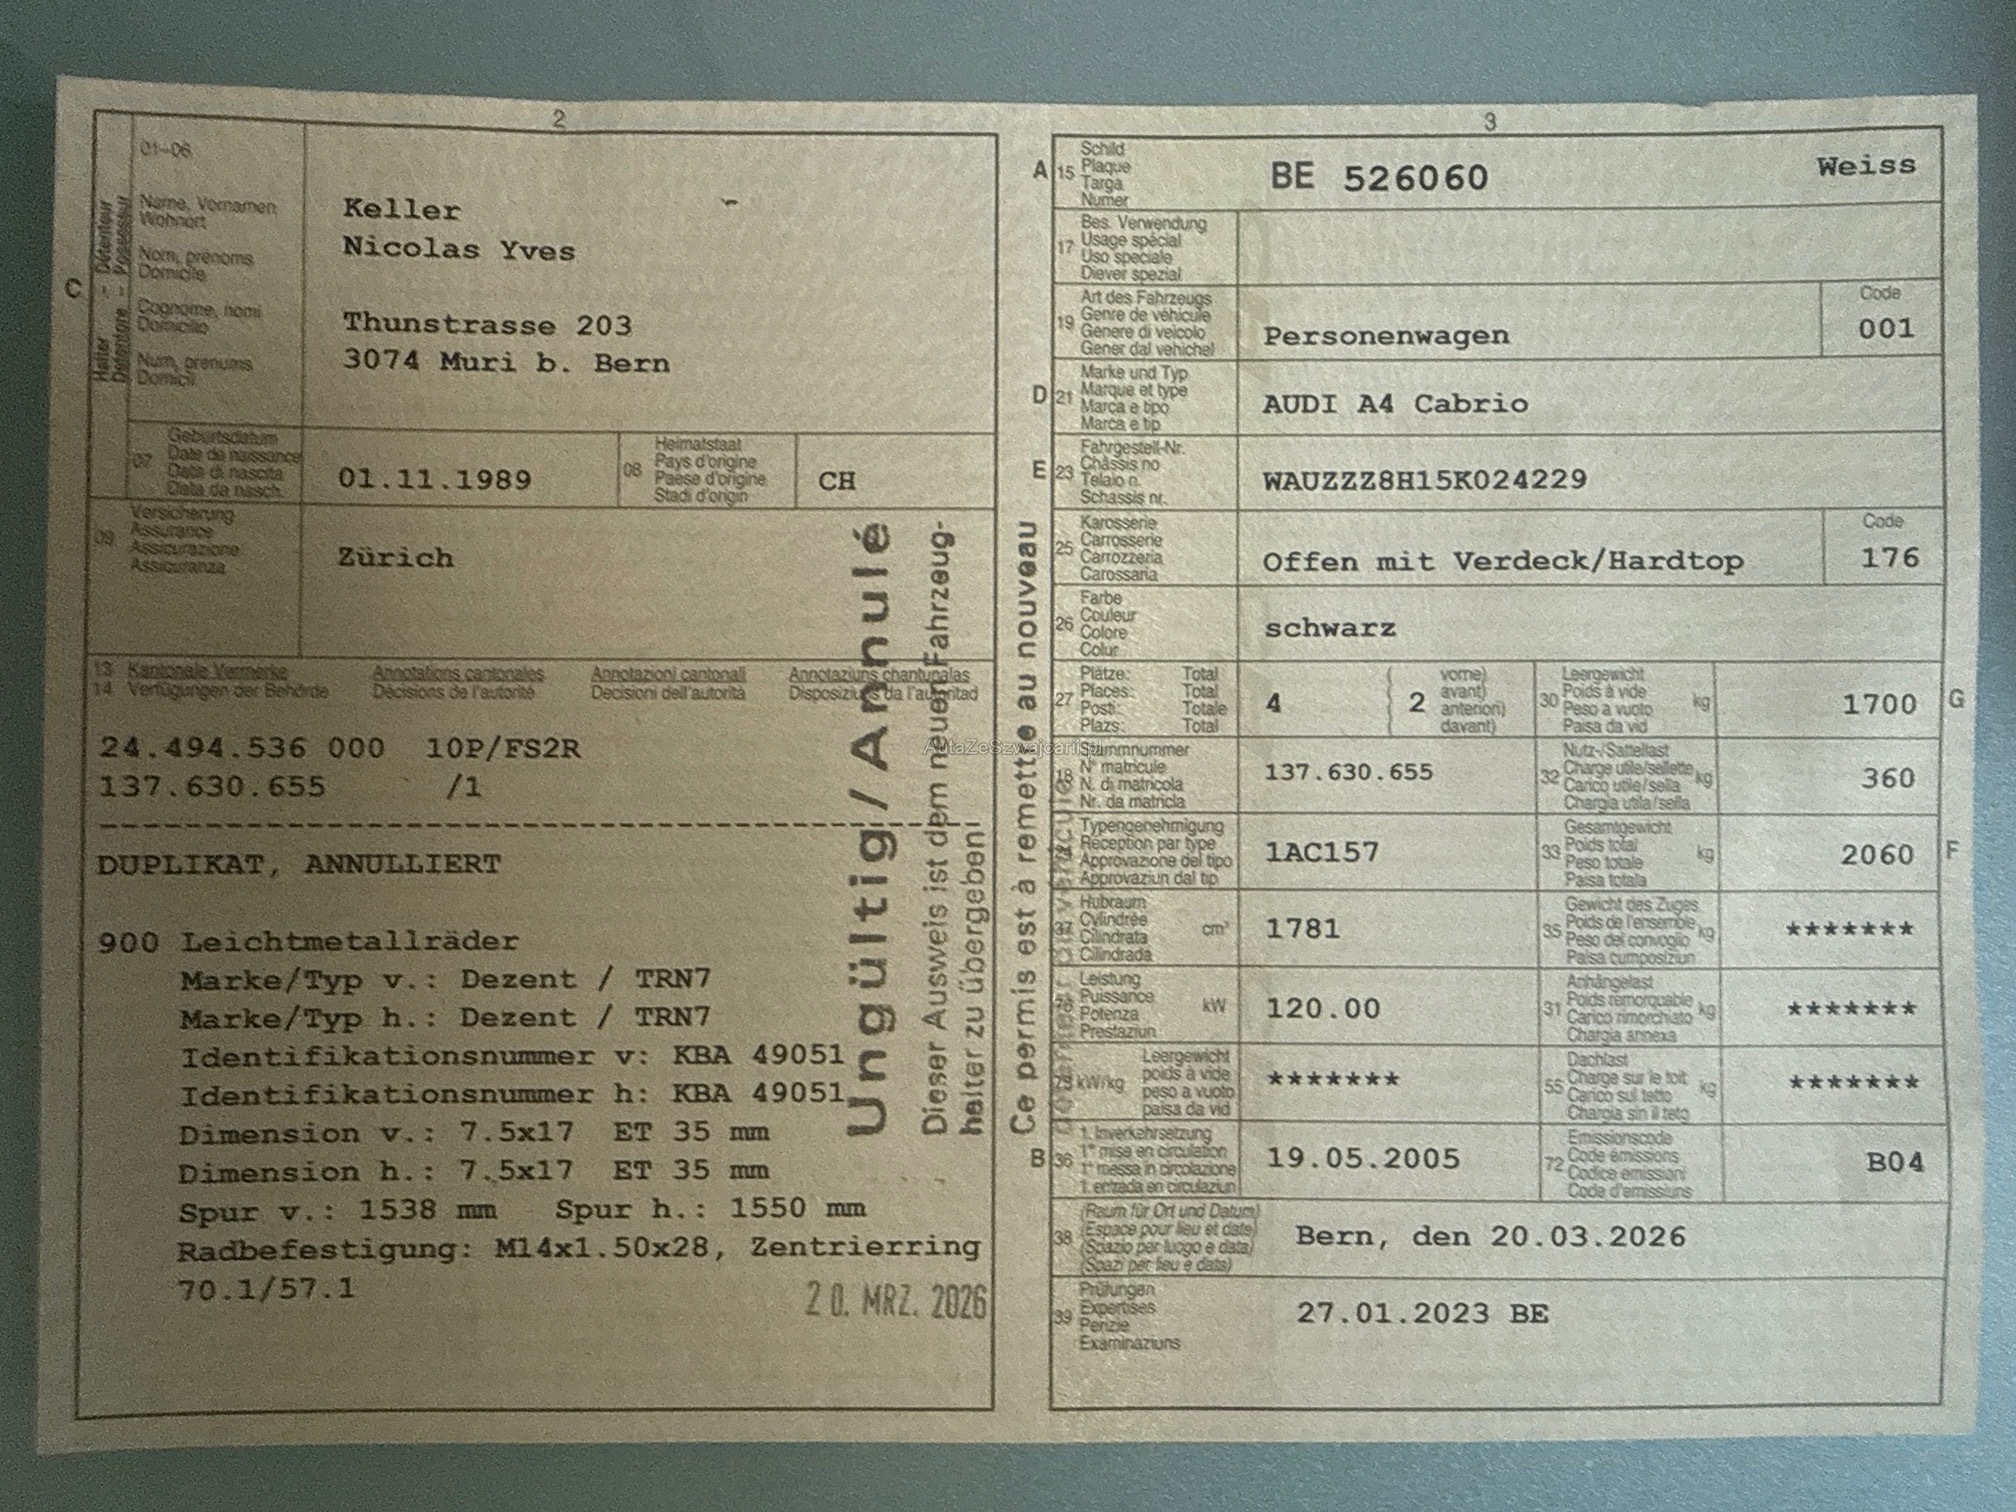 2
01-06
C
Halter - Détenteur
Detentore - Possessur
Name, Vornamen
Wohnort
Nom, prénoms
Domicile
Cognome, nomi
Domicilio
Num, prenums
Domicil
Keller
Nicolas Yves
Thunstrasse 203
3074 Muri b. Bern
07
Geburtsdatum
Date de naissance
Data di nascita
Data da nasch.
01.11.1989
08
Heimatstaat
Pays d'origine
Paese d'origine
Stadi d'origin
CH
09
Versicherung
Assurance
Assicurazione
Assicuranza
Zürich
13 Kantonale Vermerke Annotations cantonales Annotazioni cantonali Annotaziuns chantunalas
14 Verfügungen der Behörde Décisions de l'autorité Decisioni dell'autorità Disposiziuns da l'autoritad
24.494.536 000 10P/FS2R
137.630.655 /1
DUPLIKAT, ANNULLIERT
900 Leichtmetallräder
Marke/Typ v.: Dezent / TRN7
Marke/Typ h.: Dezent / TRN7
Identifikationsnummer v: KBA 49051
Identifikationsnummer h: KBA 49051
Dimension v.: 7.5x17 ET 35 mm
Dimension h.: 7.5x17 ET 35 mm
Spur v.: 1538 mm Spur h.: 1550 mm
Radbefestigung: M14x1.50x28, Zentrierring
70.1/57.1
20. MRZ. 2026
Ungültig / Annulé
Dieser Ausweis ist dem neuen Fahrzeug-
halter zu übergeben
Ce permis est à remettre au nouveau
AutaZeSzwajcarii.pl
3
A
15
Schild
Plaque
Targa
Numer
BE 526060 Weiss
17
Bes. Verwendung
Usage spécial
Uso speciale
Diever spezial
19
Art des Fahrzeugs
Genre de véhicule
Genere di veicolo
Gener dal vehichel
Personenwagen
Code
001
D
21
Marke und Typ
Marque et type
Marca e tipo
Marca e tip
AUDI A4 Cabrio
E
23
Fahrgestell-Nr.
Châssis no
Telaio n.
Schassis nr.
WAUZZZ8H15K024229
25
Karosserie
Carrosserie
Carrozzeria
Carossaria
Offen mit Verdeck/Hardtop
Code
176
26
Farbe
Couleur
Colore
Colur
schwarz
27
Plätze: Total
Places: Total
Posti: Totale
Plazs: Total
4
2
vorne)
avant)
anteriori)
davant)
30
Leergewicht
Poids à vide
Peso a vuoto
Paisa da vid
kg
1700
G
18
Stammnummer
N° matricule
N. di matricola
Nr. da matricla
137.630.655
32
Nutz-/Sattellast
Charge utile/sellette
Carico utile/sella
Chargia utila/sella
kg
360
Typengenehmigung
Réception par type
Approvazione del tipo
Approvaziun dal tip
1AC157
33
Gesamtgewicht
Poids total
Peso totale
Paisa totala
kg
2060
F
37
Hubraum
Cylindrée
Cilindrata
Cilindrada
cm³
1781
35
Gewicht des Zuges
Poids de l'ensemble
Peso del convoglio
Paisa cumposiziun
kg
*******
76
Leistung
Puissance
Potenza
Prestaziun
kW
120.00
31
Anhängelast
Poids remorquable
Carico rimorchiato
Chargia annexa
kg
*******
kW/kg
Leergewicht
poids à vide
peso a vuoto
paisa da vid
*******
55
Dachlast
Charge sur le toit
Carico sul tetto
Chargia sin il tetg
kg
*******
B
36
1. Inverkehrsetzung
1re mise en circulation
1a messa in circolazione
1. entrada en circulaziun
19.05.2005
72
Emissionscode
Code émissions
Codice emissioni
Code d'emissiuns
B04
38
(Raum für Ort und Datum)
(Espace pour lieu et date)
(Spazio per luogo e data)
(Spazi per lieu e data)
Bern, den 20.03.2026
39
Prüfungen
Expertises
Perizie
Examinaziuns
27.01.2023 BE